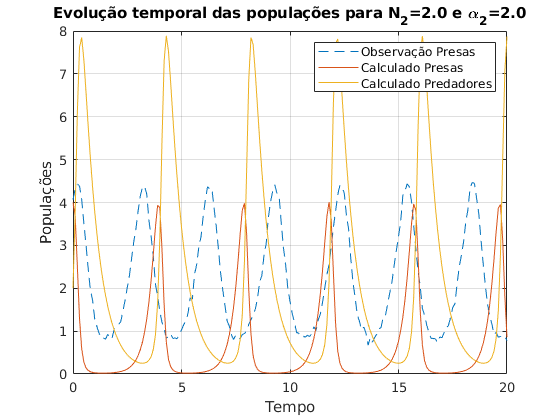 Evolução temporal das populações para N₂=2.0 e α₂=2.0
8
7
6
5
4
3
2
1
0
Populações
Observação Presas
Calculado Presas
Calculado Predadores
0 5 10 15 20
Tempo